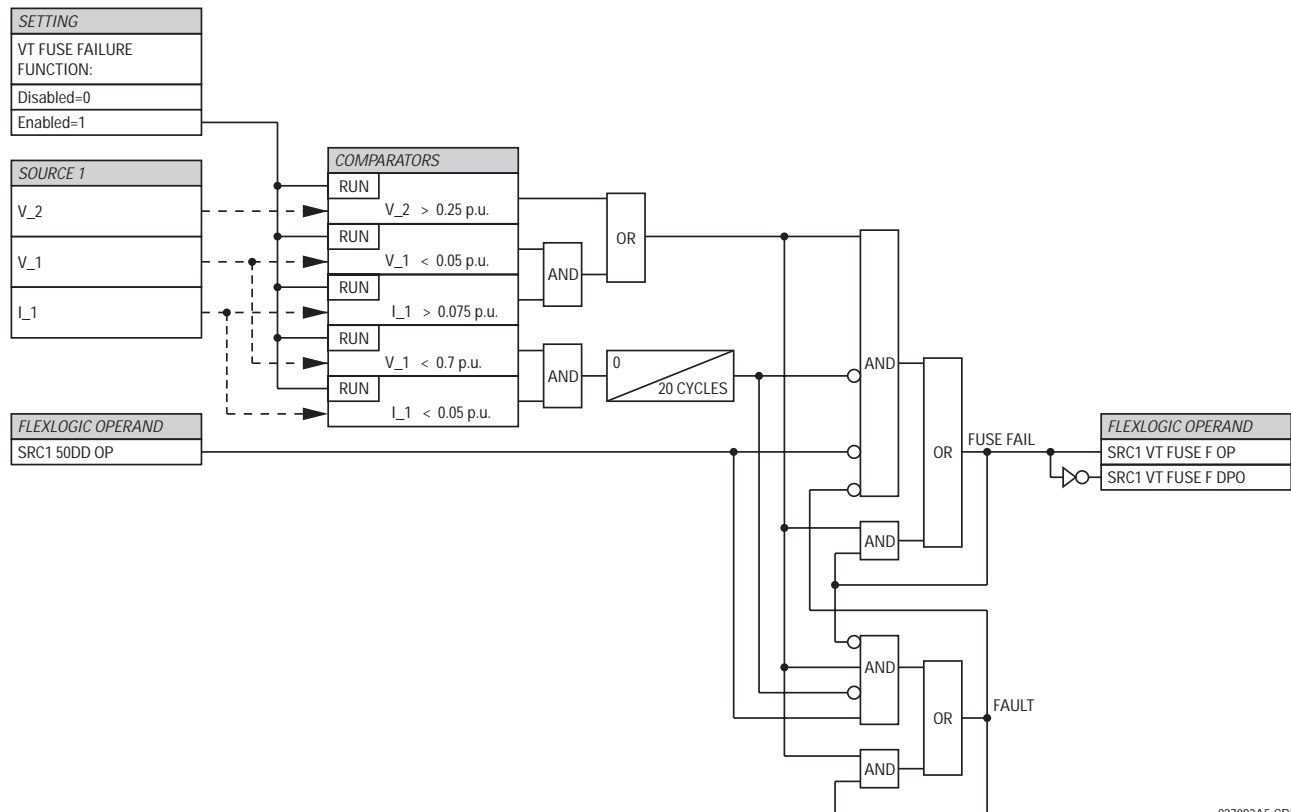 SETTING
VT FUSE FAILURE
FUNCTION:
Disabled=0
Enabled=1
SOURCE 1
V_2
V_1
I_1
FLEXLOGIC OPERAND
SRC1 50DD OP
COMPARATORS
RUN
V_2 > 0.25 p.u.
RUN
V_1 < 0.05 p.u.
RUN
I_1 > 0.075 p.u.
RUN
V_1 < 0.7 p.u.
RUN
I_1 < 0.05 p.u.
AND
OR
AND
0
20 CYCLES
AND
OR
FUSE FAIL
AND
AND
OR
FAULT
AND
FLEXLOGIC OPERAND
SRC1 VT FUSE F OP
SRC1 VT FUSE F DPO